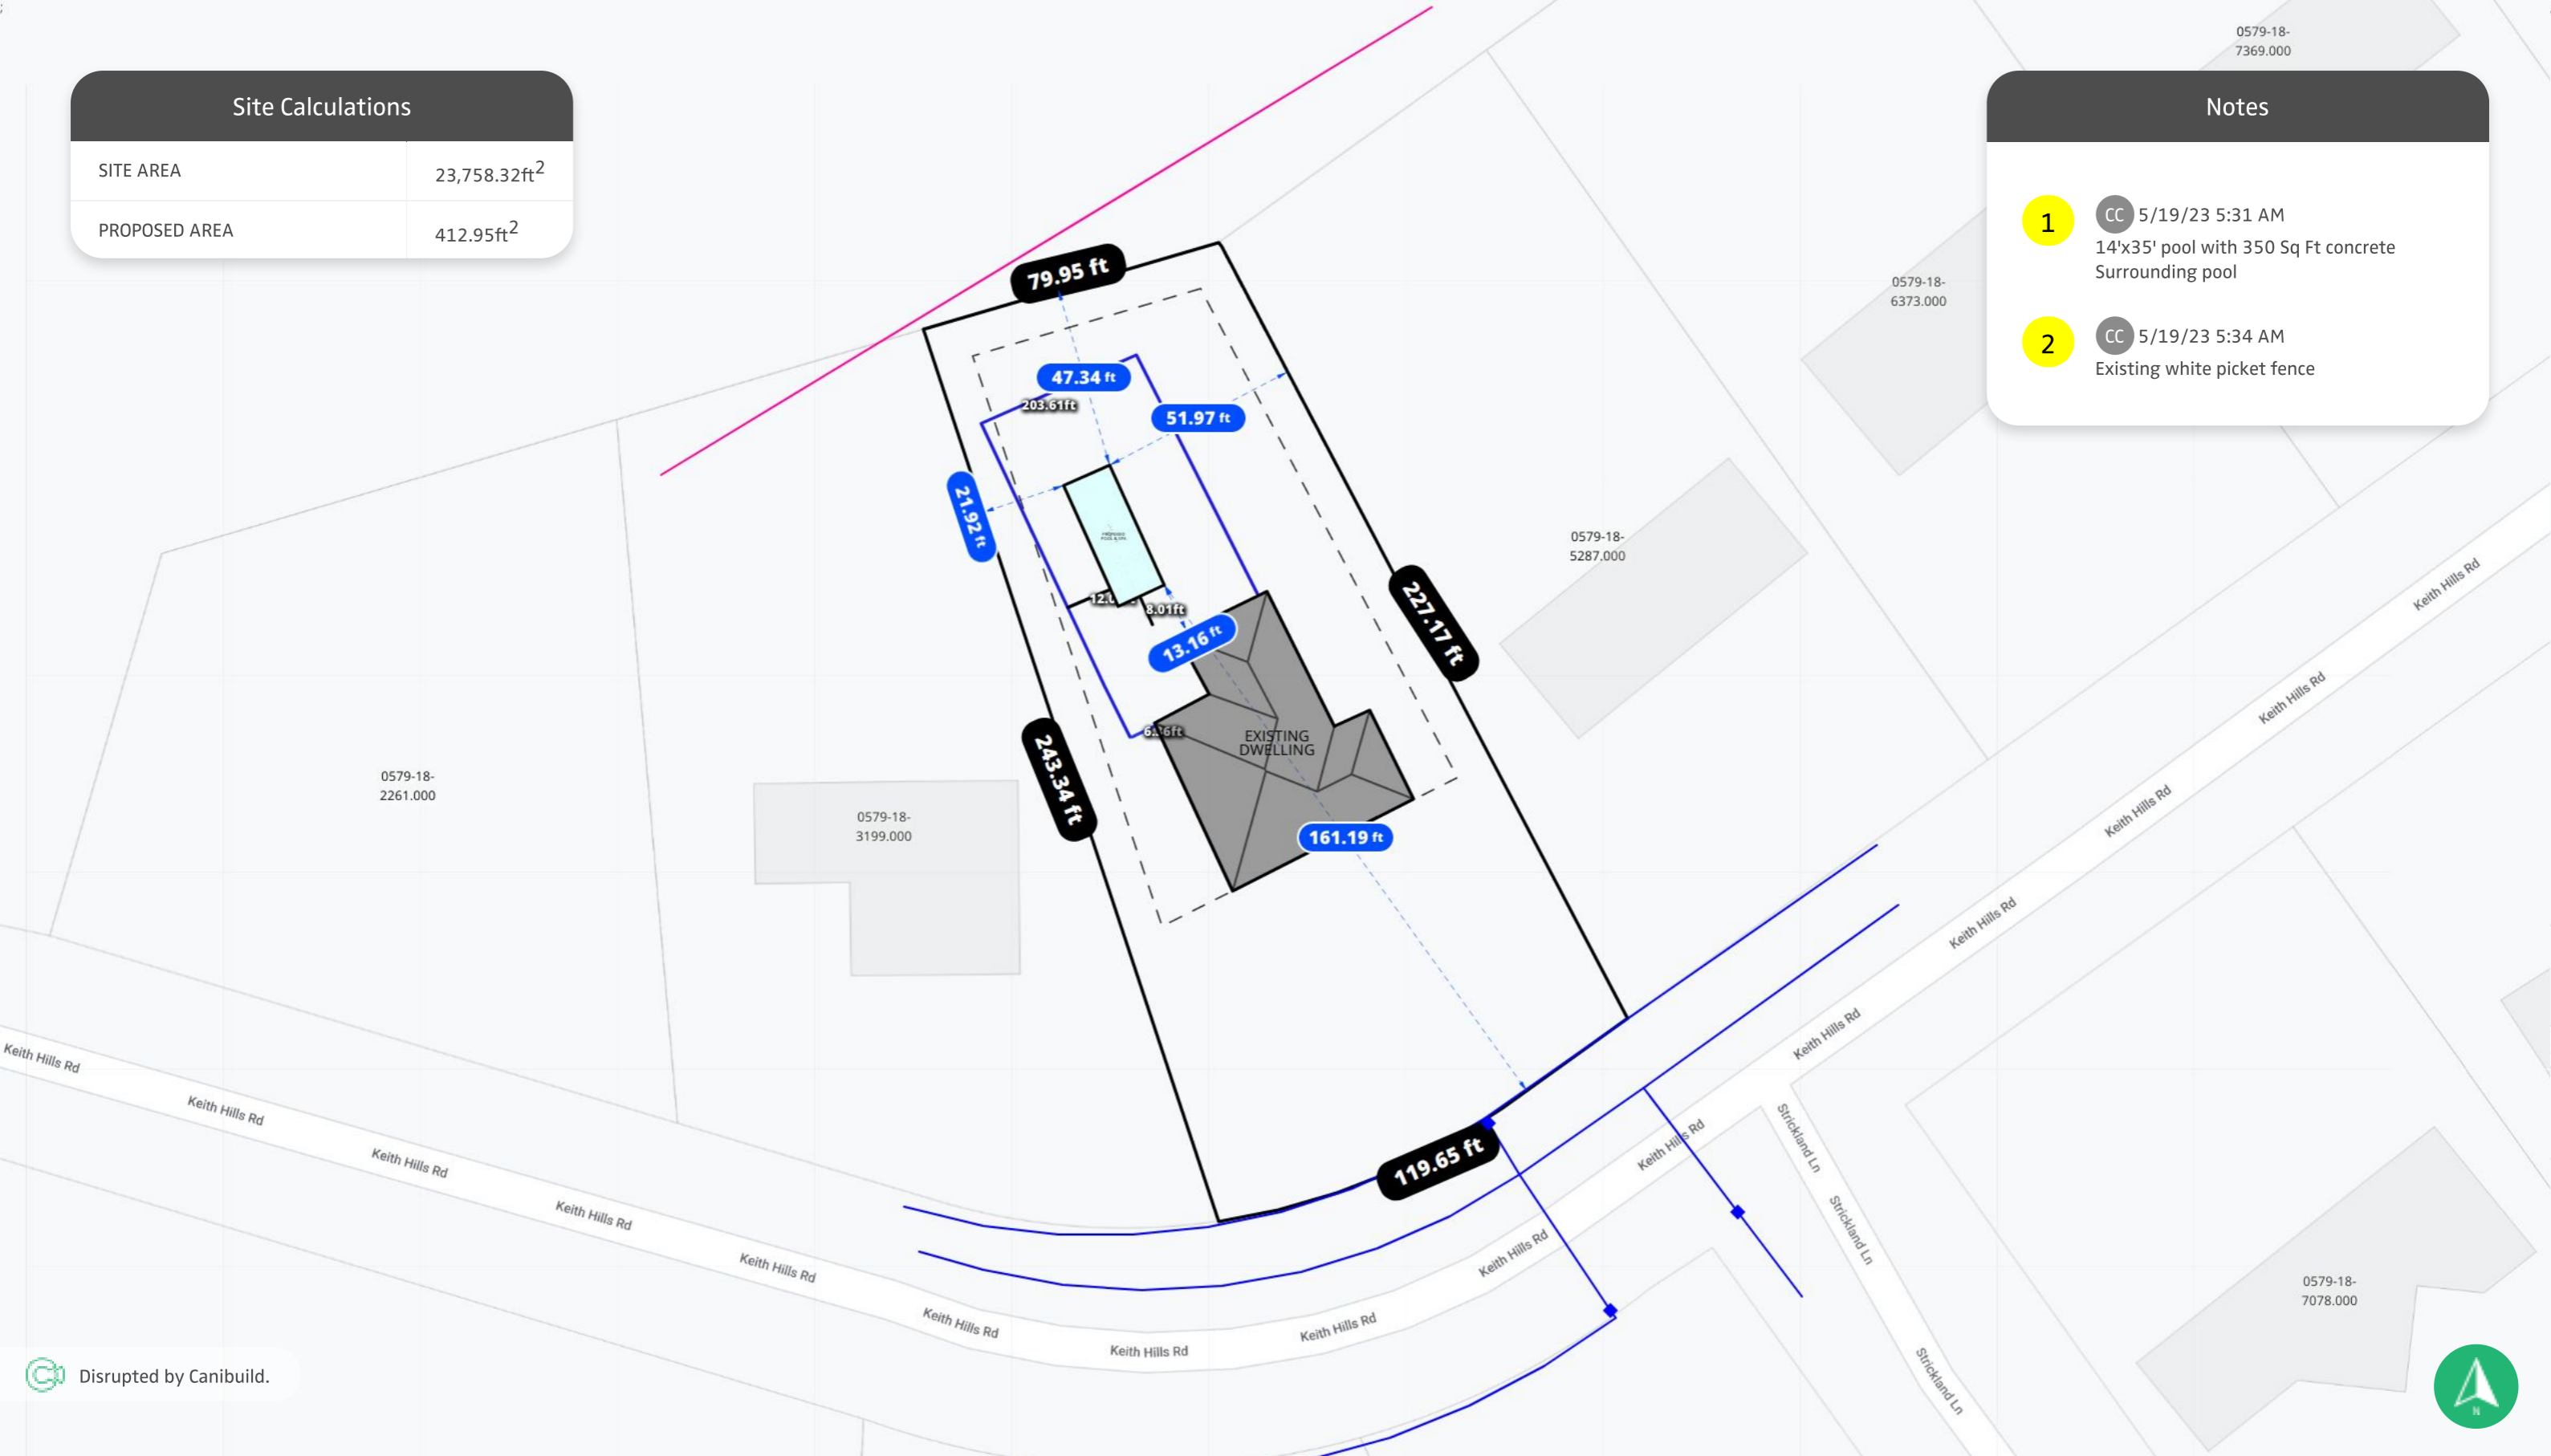 0579-18-
7369.000
Site Calculations
SITE AREA 23,758.32ft2
PROPOSED AREA 412.95ft2
Notes
1 CC 5/19/23 5:31 AM
14'x35' pool with 350 Sq Ft concrete
Surrounding pool
2 CC 5/19/23 5:34 AM
Existing white picket fence
79.95 ft
0579-18-
6373.000
47.34 ft
203.61ft
51.97 ft
21.92 ft
PROPOSED
POOL & SPA
0579-18-
5287.000
8.01ft
13.16 ft
227.17 ft
EXISTING
DWELLING
243.34 ft
0579-18-
2261.000
0579-18-
3199.000
161.19 ft
119.65 ft
Keith Hills Rd
Keith Hills Rd
Keith Hills Rd
Keith Hills Rd
Keith Hills Rd
Keith Hills Rd
Keith Hills Rd
Keith Hills Rd
Keith Hills Rd
Keith Hills Rd
Keith Hills Rd
Keith Hills Rd
Keith Hills Rd
Keith Hills Rd
Strickland Ln
Strickland Ln
Strickland Ln
0579-18-
7078.000
Disrupted by Canibuild.
N